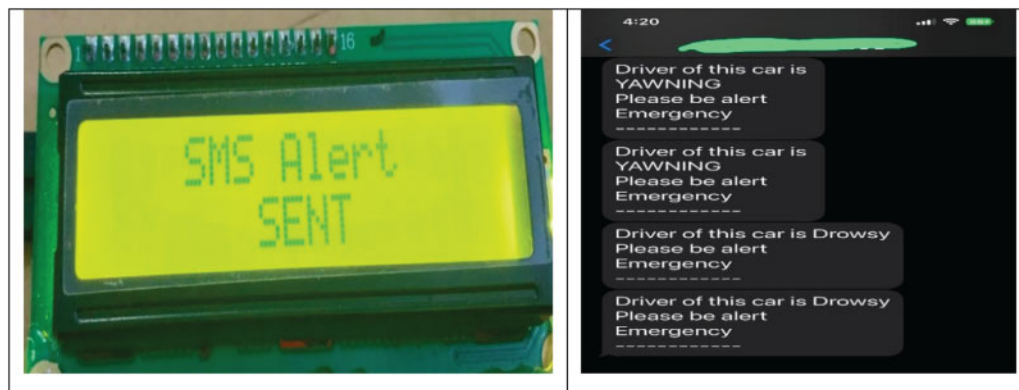 1
16
SMS Alert
SENT
4:20
Driver of this car is
YAWNING
Please be alert
Emergency
------------
Driver of this car is
YAWNING
Please be alert
Emergency
------------
Driver of this car is Drowsy
Please be alert
Emergency
------------
Driver of this car is Drowsy
Please be alert
Emergency
------------